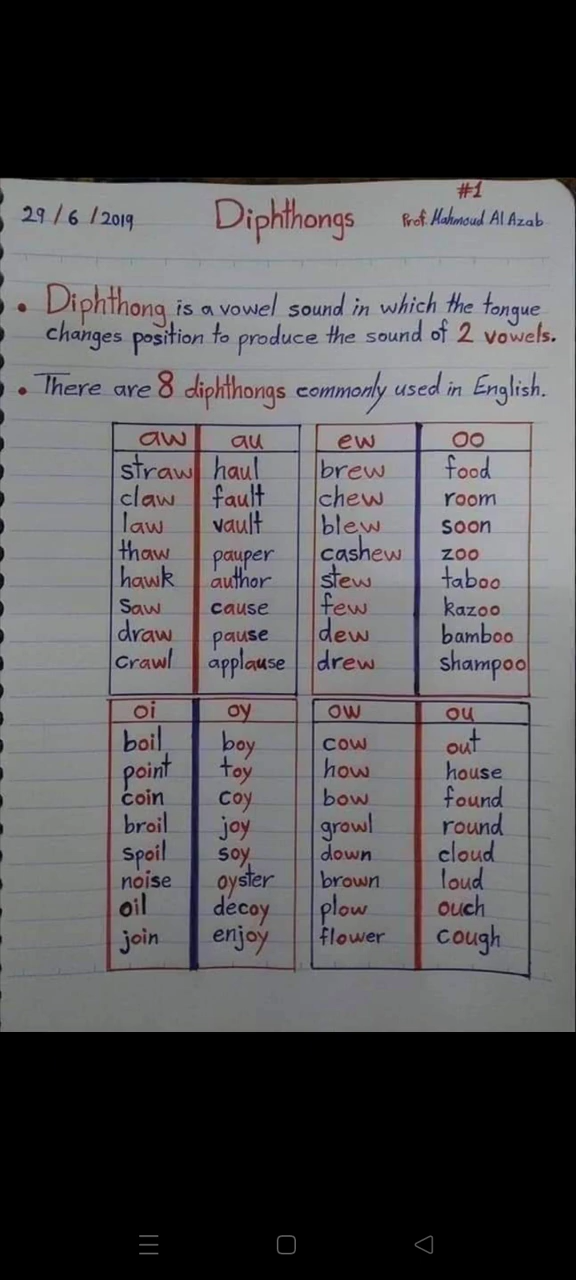 #1
29/6/2019 Diphthongs Prof. Mahmoud Al Azab
• Diphthong is a vowel sound in which the tongue
changes position to produce the sound of 2 vowels.
• There are 8 diphthongs commonly used in English.
aw au ew oo
straw haul brew food
claw fault chew room
law vault blew soon
thaw pauper cashew zoo
hawk author stew taboo
saw cause few kazoo
draw pause dew bamboo
crawl applause drew shampoo
oi oy ow ou
boil boy cow out
point toy how house
coin coy bow found
broil joy growl round
spoil soy down cloud
noise oyster brown loud
oil decoy plow ouch
join enjoy flower cough